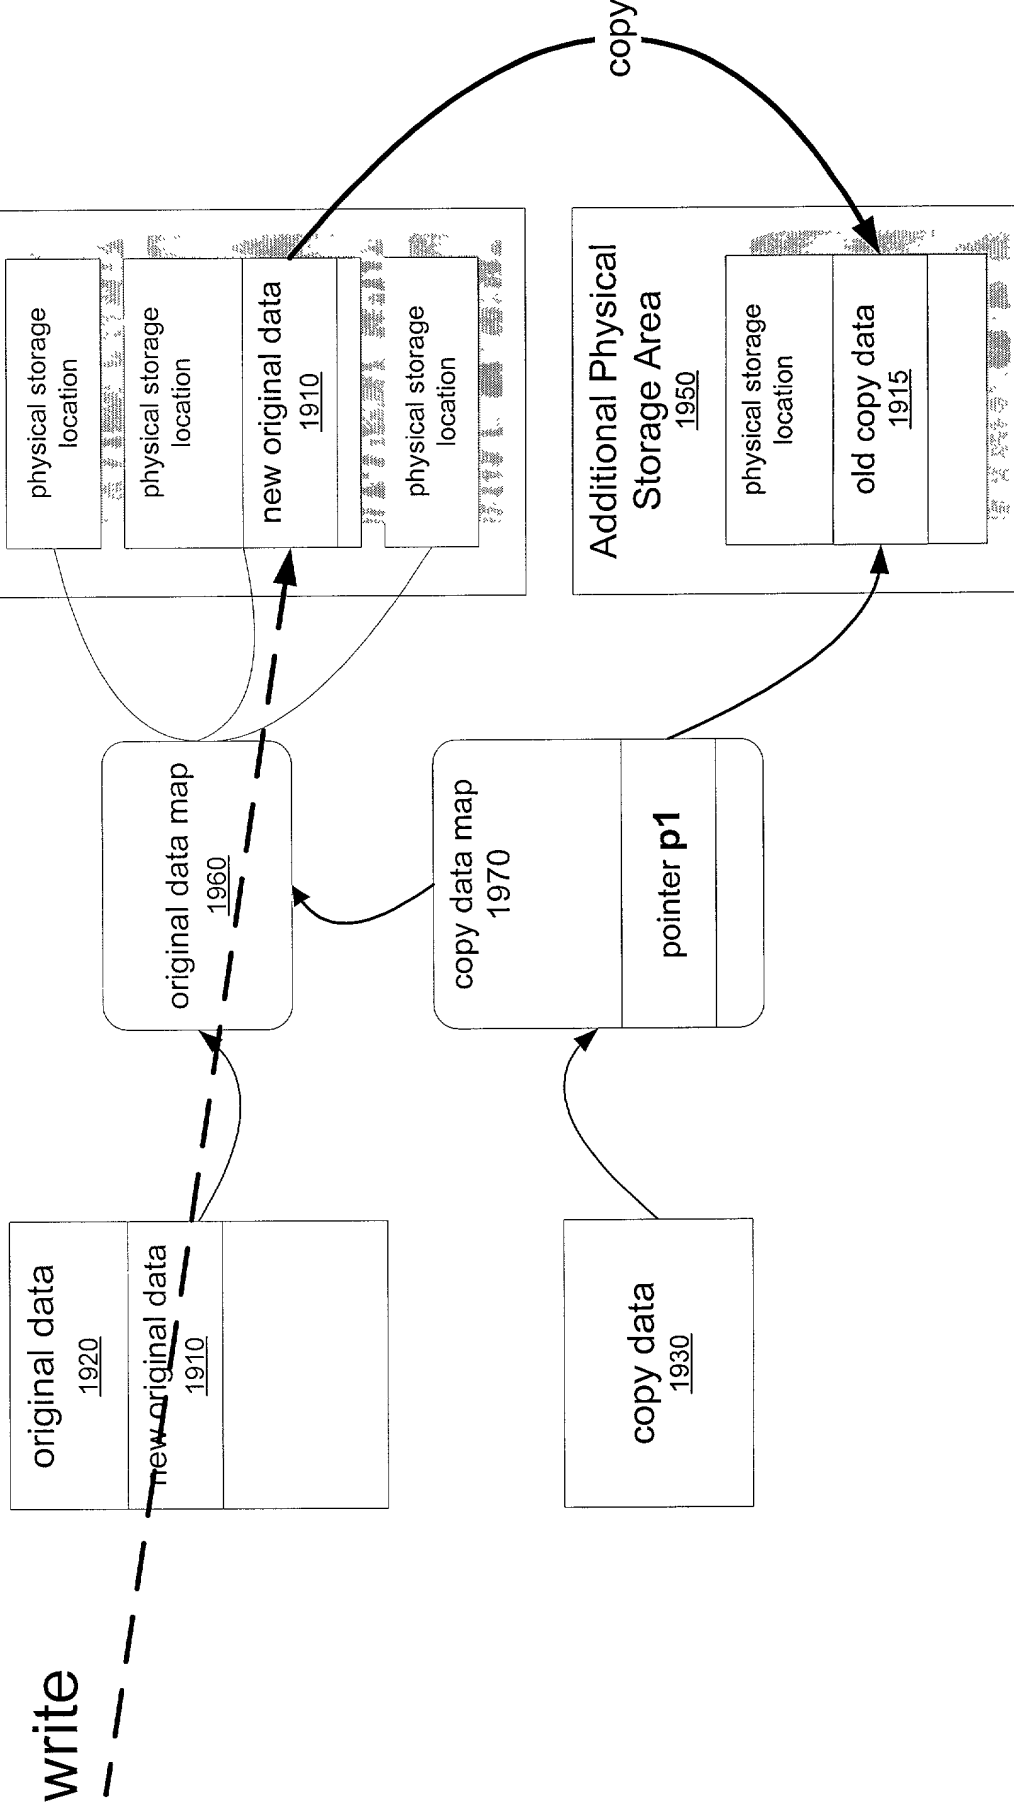 write
original data
1920
new original data
1910
copy data
1930
original data map
1960
copy data map
1970
pointer p1
physical storage
location
physical storage
location
new original data
1910
physical storage
location
Additional Physical
Storage Area
1950
physical storage
location
old copy data
1915
copy